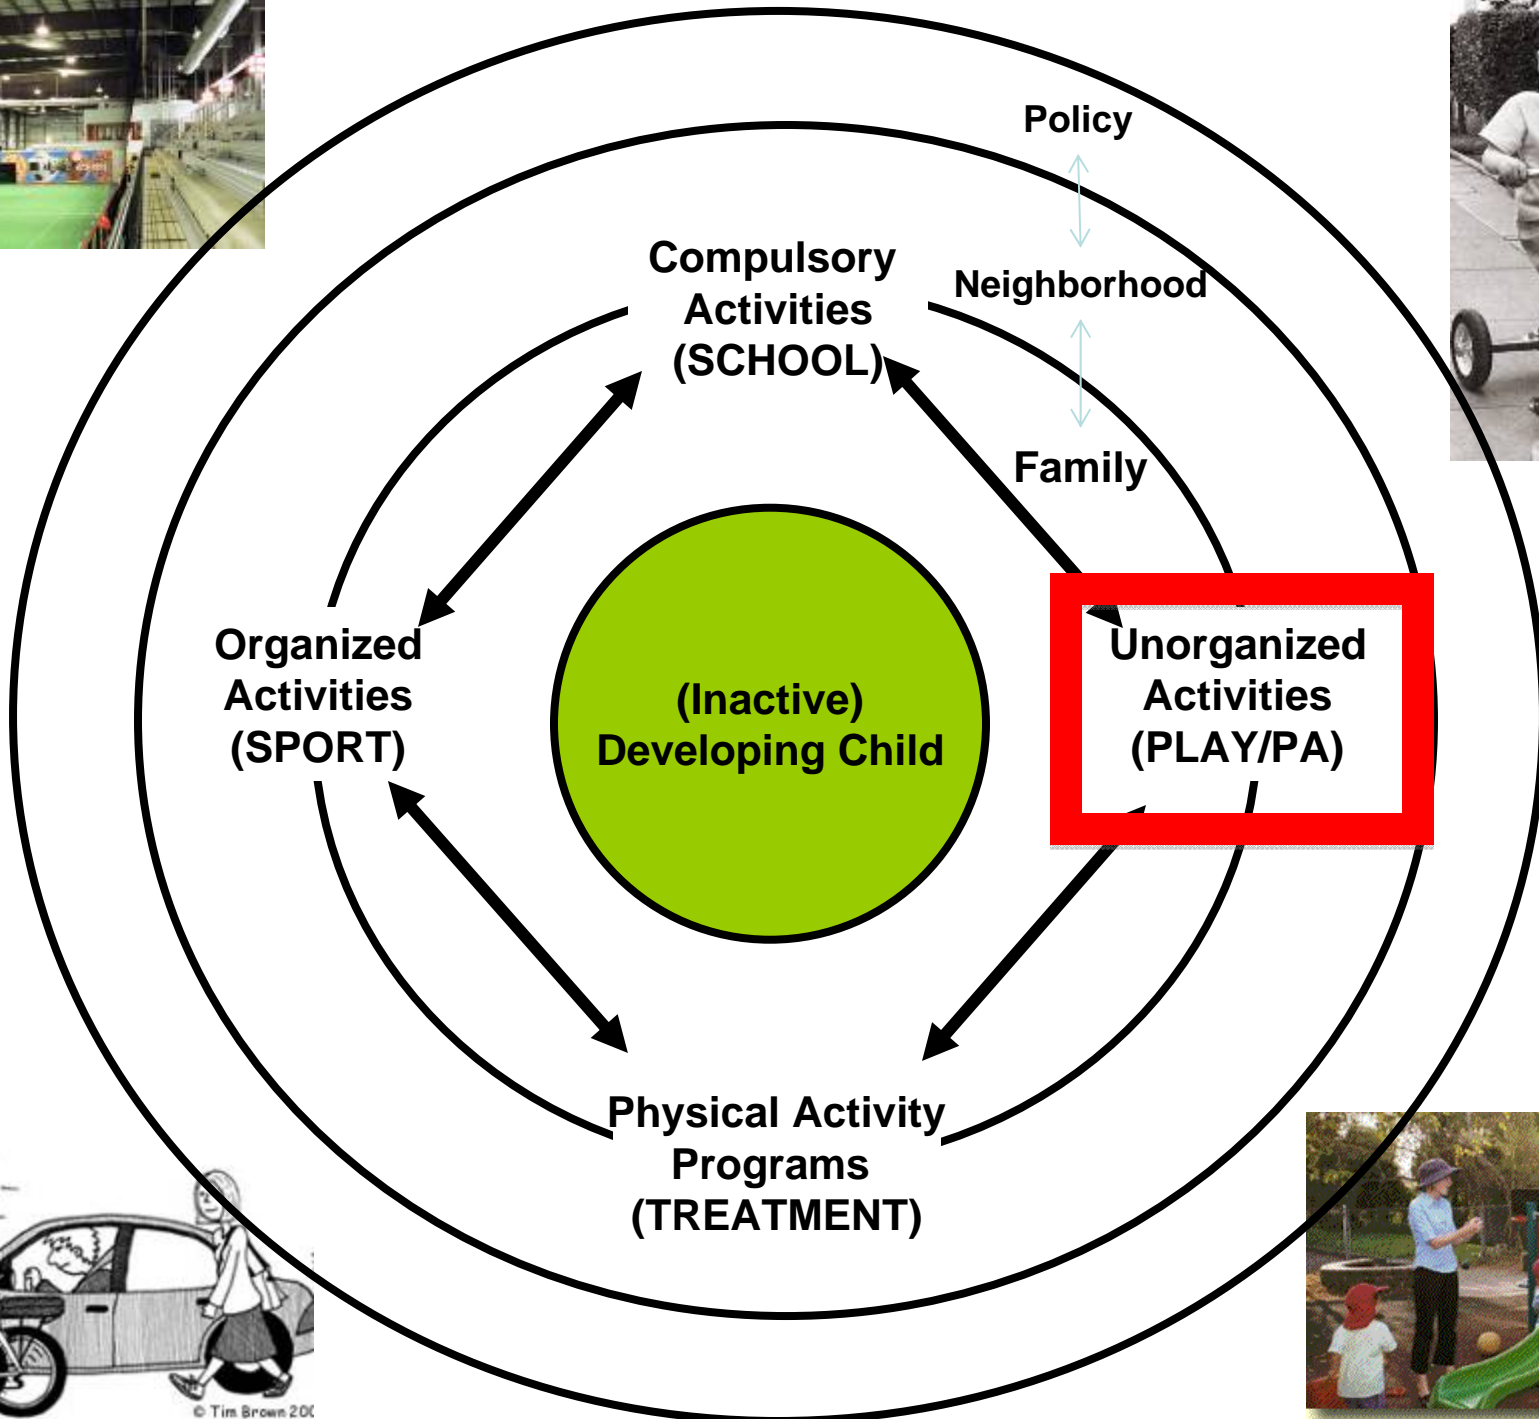 Policy
Compulsory
Activities
(SCHOOL)
Neighborhood
Family
Organized
Activities
(SPORT)
(Inactive)
Developing Child
Unorganized
Activities
(PLAY/PA)
Physical Activity
Programs
(TREATMENT)
© Tim Brown 200